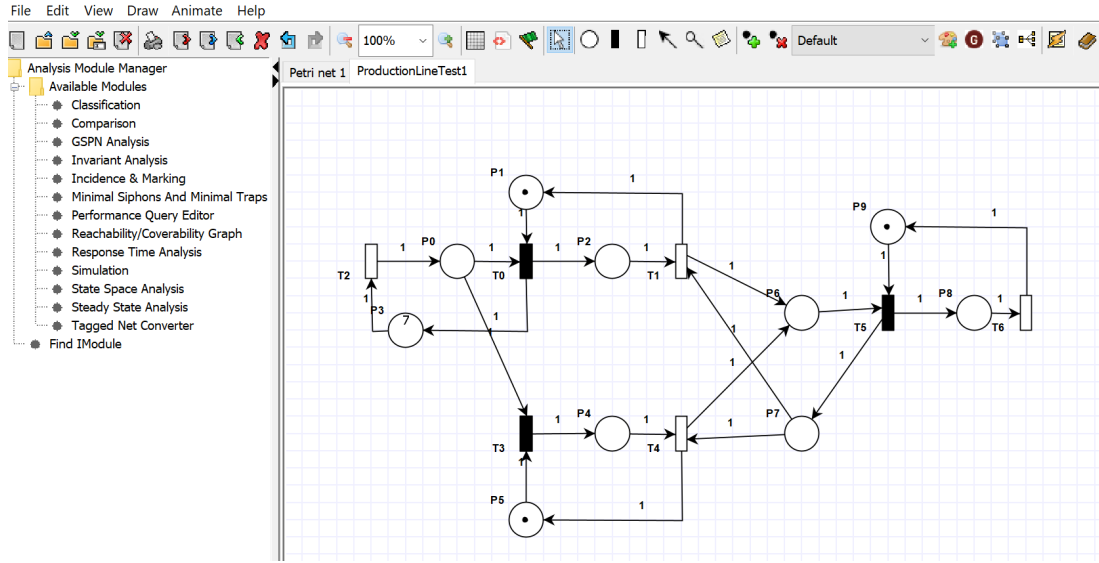 File Edit View Draw Animate Help
100%
Default
G
Analysis Module Manager
Available Modules
Classification
Comparison
GSPN Analysis
Invariant Analysis
Incidence & Marking
Minimal Siphons And Minimal Traps
Performance Query Editor
Reachability/Coverability Graph
Response Time Analysis
Simulation
State Space Analysis
Steady State Analysis
Tagged Net Converter
Find IModule
Petri net 1 ProductionLineTest1
P1
1
1
P9
1
1
P0
P2
T2
1
1
T0
1
1
T1
1
P3
1
7
1
1
P6
1
T5
1
P8
1
T6
1
1
1
P4
P7
T3
1
1
T4
1
1
P5
1